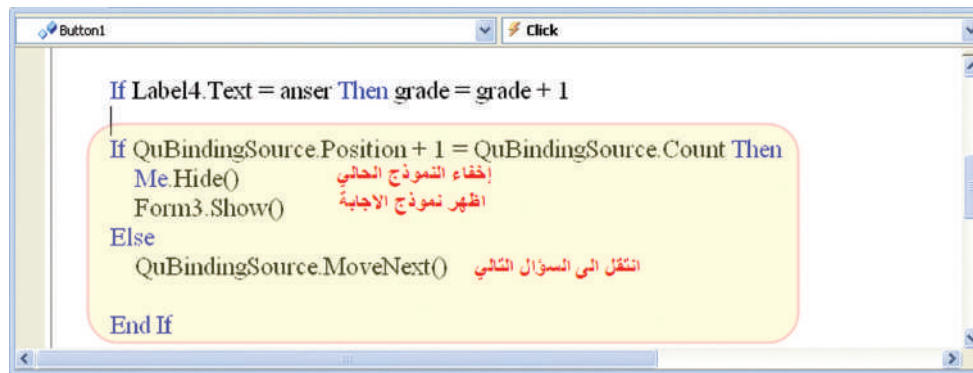 Button1 Click
If Label4.Text = anser Then grade = grade + 1
If QuBindingSource.Position + 1 = QuBindingSource.Count Then
Me.Hide() إخفاء النموذج الحالي
Form3.Show() اظهر نموذج الاجابة
Else
QuBindingSource.MoveNext() انتقل الى السؤال التالي
End If